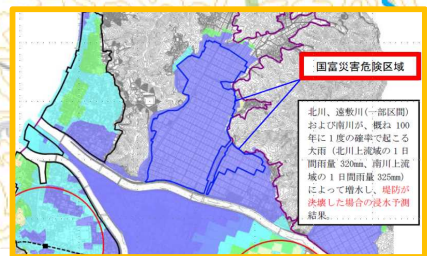 国富災害危険区域
北川、遠敷川(一部区間)
および南川が、概ね 100
年に1度の確率で起こる
大雨（北川上流域の1日
間雨量 320mm、南川上流
域の1日間雨量 325mm）
によって増水し、堤防が
決壊した場合の浸水予測
結果。